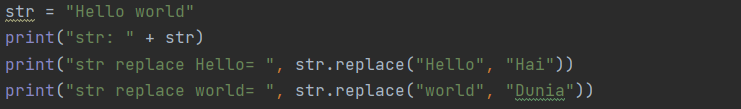 str = "Hello world"
print("str: " + str)
print("str replace Hello= ", str.replace("Hello", "Hai"))
print("str replace world= ", str.replace("world", "Dunia"))